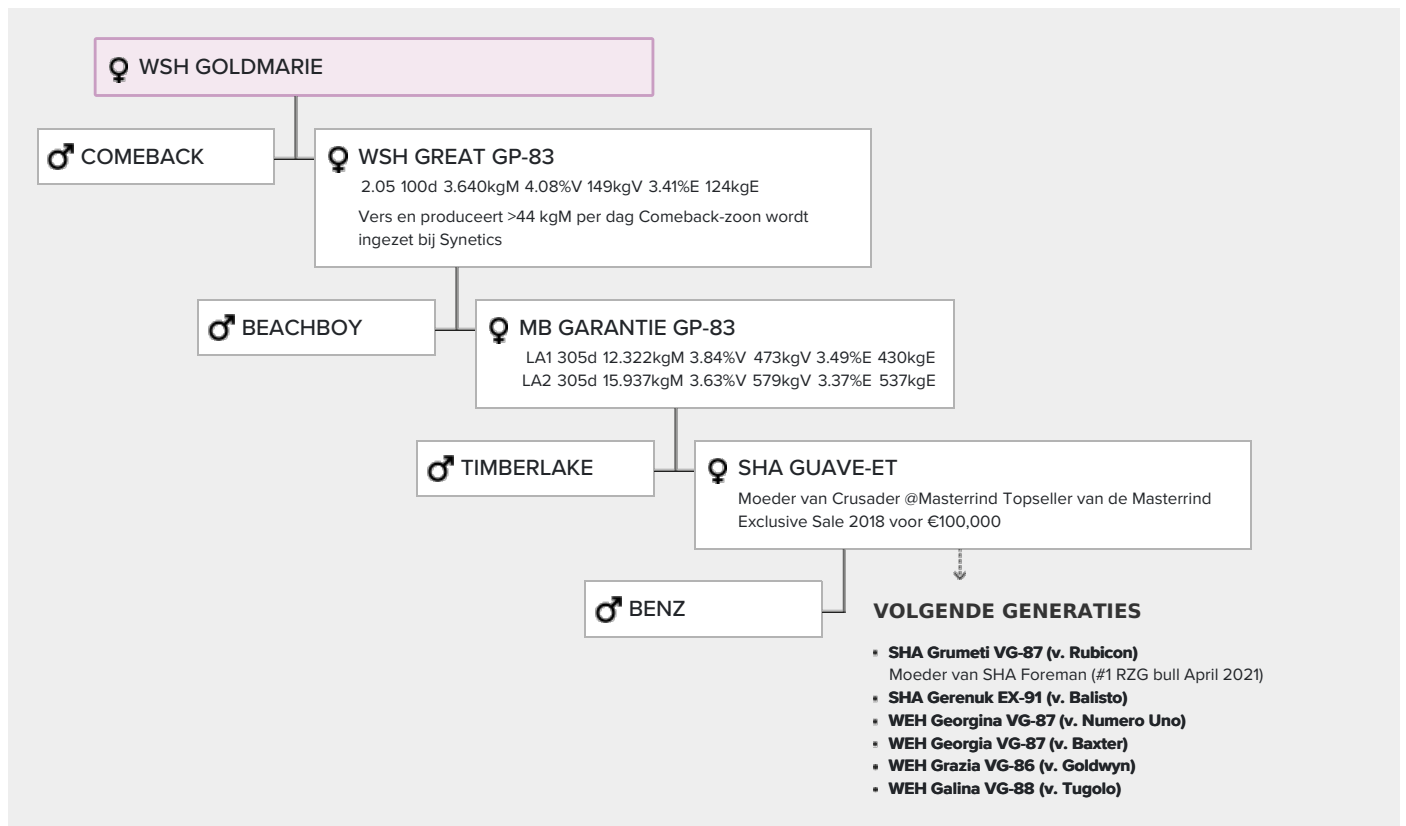 WSH GOLDMARIE
COMEBACK
WSH GREAT GP-83
2.05 100d 3.640kgM 4.08%V 149kgV 3.41%E 124kgE
Vers en produceert >44 kgM per dag Comeback-zoon wordt
ingezet bij Synetics
BEACHBOY
MB GARANTIE GP-83
LA1 305d 12.322kgM 3.84%V 473kgV 3.49%E 430kgE
LA2 305d 15.937kgM 3.63%V 579kgV 3.37%E 537kgE
TIMBERLAKE
SHA GUAVE-ET
Moeder van Crusader @Masterrind Topseller van de Masterrind
Exclusive Sale 2018 voor €100,000
BENZ
VOLGENDE GENERATIES
SHA Grumeti VG-87 (v. Rubicon)
Moeder van SHA Foreman (#1 RZG bull April 2021)
SHA Gerenuk EX-91 (v. Balisto)
WEH Georgina VG-87 (v. Numero Uno)
WEH Georgia VG-87 (v. Baxter)
WEH Grazia VG-86 (v. Goldwyn)
WEH Galina VG-88 (v. Tugolo)